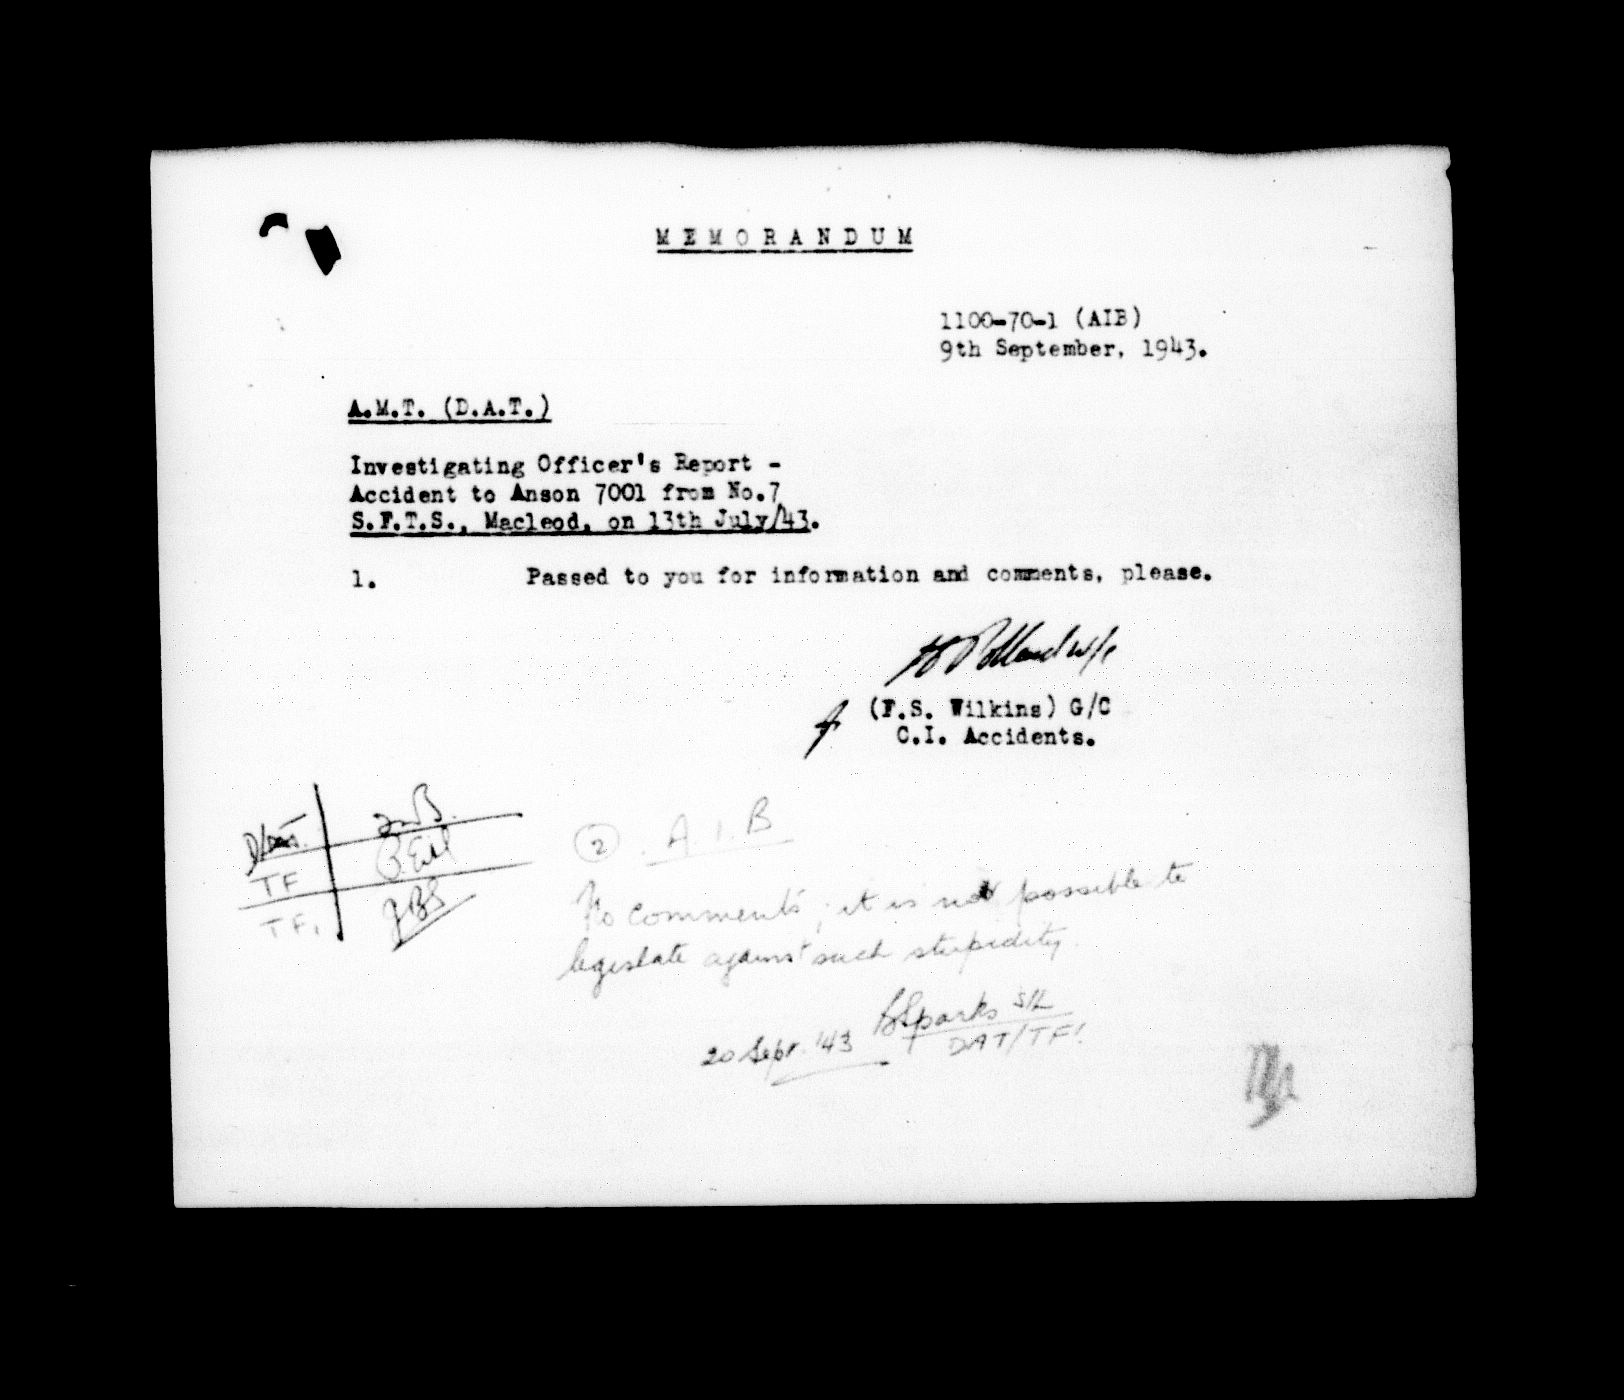 MEMORANDUM
1100-70-1 (AIB)
9th September, 1943.
A.M.T. (D.A.T.)
Investigating Officer's Report -
Accident to Anson 7001 from No.7
S.F.T.S., Macleod, on 13th July/43.
1. Passed to you for information and comments, please.
W/C
(F.S. Wilkins) G/C
C.I. Accidents.
TF
TF1
2 . A I B
No comments; it is not possible to
legislate against such stupidity.
Sparks S/L
20 Sept. '43 DAT/TF1